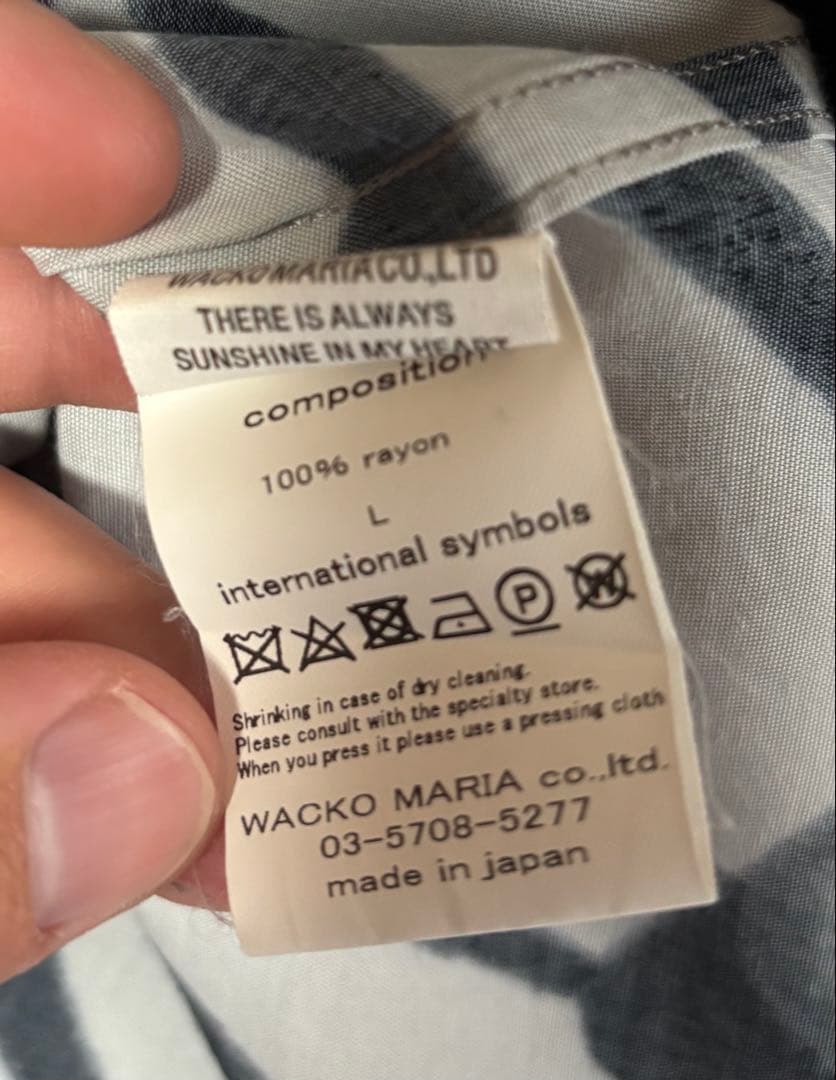 WACKO MARIA CO.,LTD
THERE IS ALWAYS
SUNSHINE IN MY HEART
composition
100% rayon
L
international symbols
P W
Shrinking in case of dry cleaning.
Please consult with the specialty store.
When you press it please use a pressing cloth
WACKO MARIA co.,ltd.
03-5708-5277
made in japan